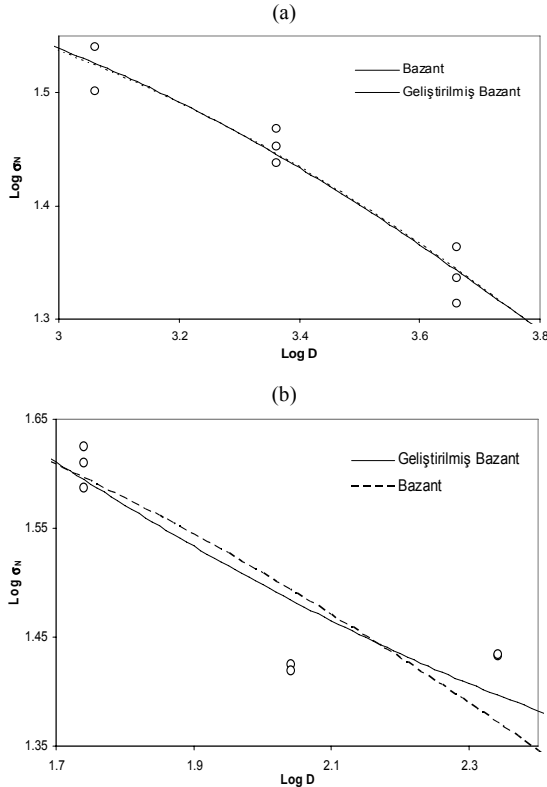 (a)
1.5
1.4
1.3
Log σN
Bazant
Geliştirilmiş Bazant
3
3.2
3.4
3.6
3.8
Log D
(b)
1.65
1.55
1.45
1.35
Log σN
Geliştirilmiş Bazant
Bazant
1.7
1.9
2.1
2.3
Log D